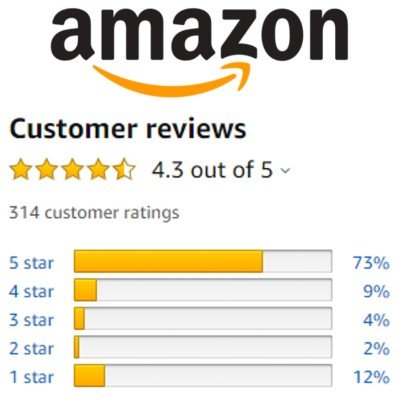 amazon
Customer reviews
4.3 out of 5
314 customer ratings
5 star 73%
4 star 9%
3 star 4%
2 star 2%
1 star 12%